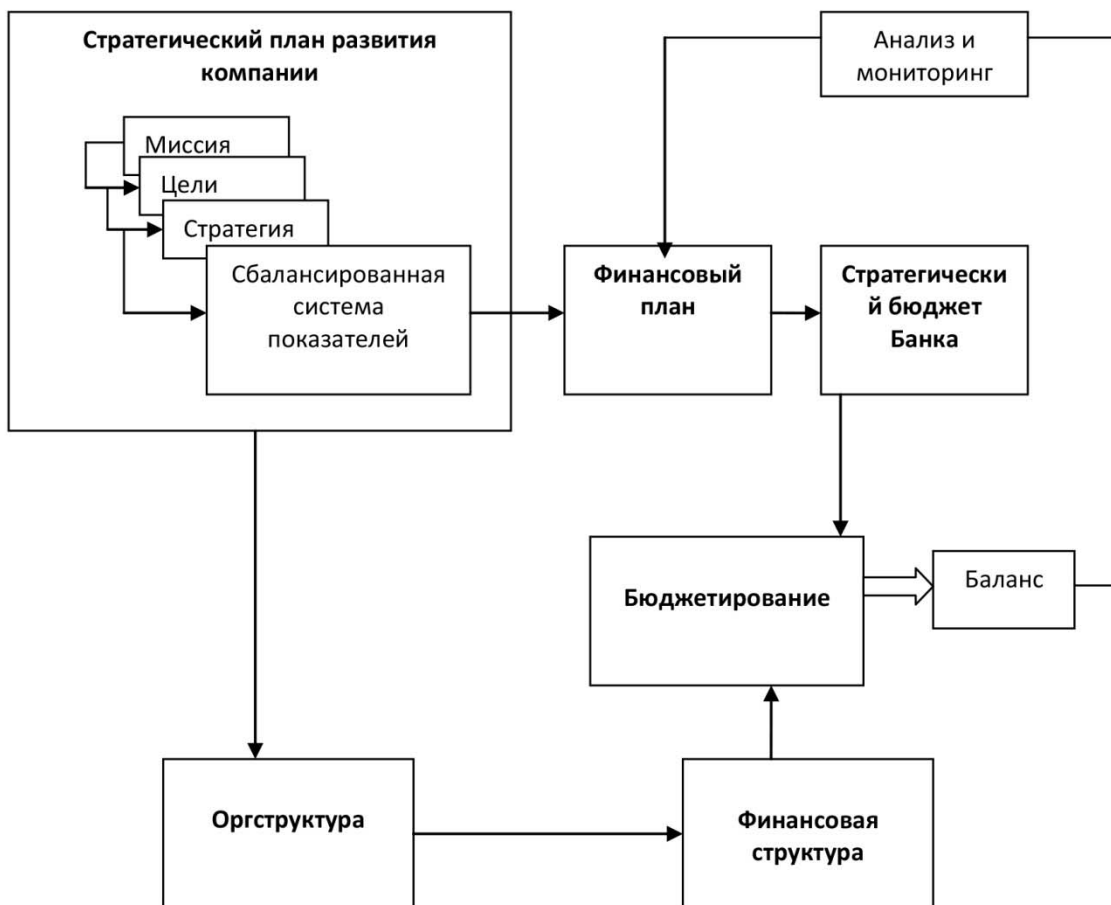 Стратегический план развития
компании
Анализ и
мониторинг
Миссия
Цели
Стратегия
Сбалансированная
система
показателей
Финансовый
план
Стратегически
й бюджет
Банка
Бюджетирование
Баланс
Оргструктура
Финансовая
структура